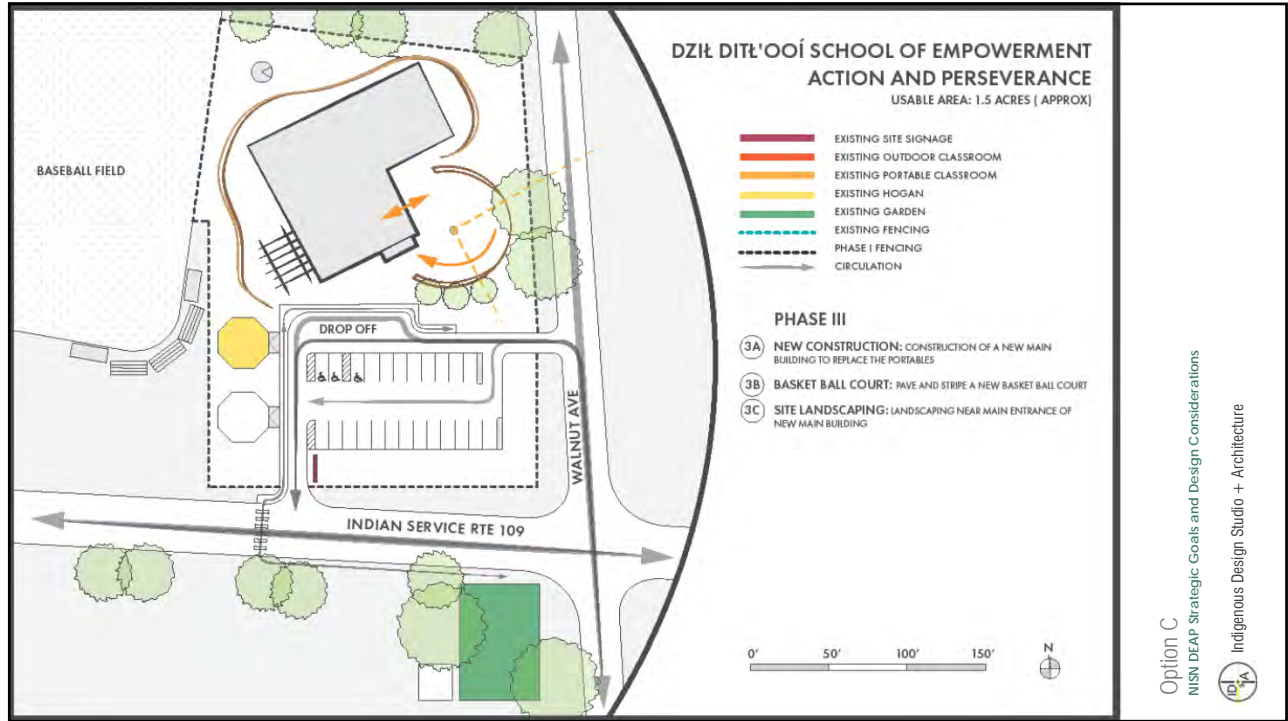 DZIŁ DITŁ'OOÍ SCHOOL OF EMPOWERMENT
ACTION AND PERSEVERANCE
USABLE AREA: 1.5 ACRES ( APPROX)
EXISTING SITE SIGNAGE
EXISTING OUTDOOR CLASSROOM
EXISTING PORTABLE CLASSROOM
EXISTING HOGAN
EXISTING GARDEN
EXISTING FENCING
PHASE I FENCING
CIRCULATION
PHASE III
3A NEW CONSTRUCTION: CONSTRUCTION OF A NEW MAIN
BUILDING TO REPLACE THE PORTABLES
3B BASKET BALL COURT: PAVE AND STRIPE A NEW BASKET BALL COURT
3C SITE LANDSCAPING: LANDSCAPING NEAR MAIN ENTRANCE OF
NEW MAIN BUILDING
BASEBALL FIELD
DROP OFF
WALNUT AVE
INDIAN SERVICE RTE 109
0' 50' 100' 150'
N
Option C
NISN DEAP Strategic Goals and Design Considerations
IDsA
Indigenous Design Studio + Architecture